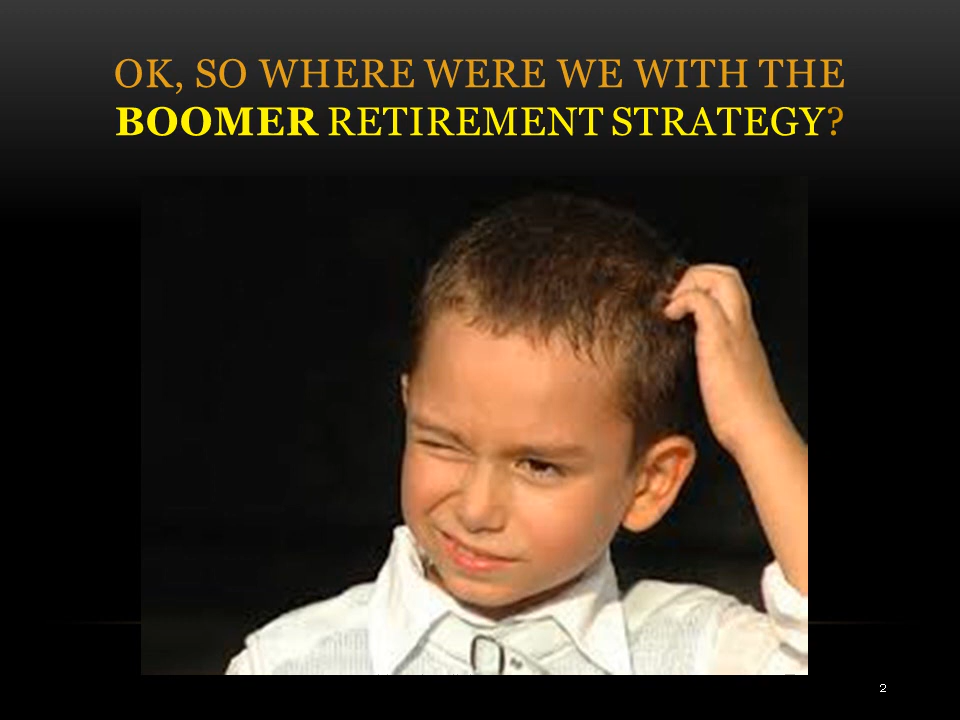 OK, SO WHERE WERE WE WITH THE
BOOMER RETIREMENT STRATEGY?
2